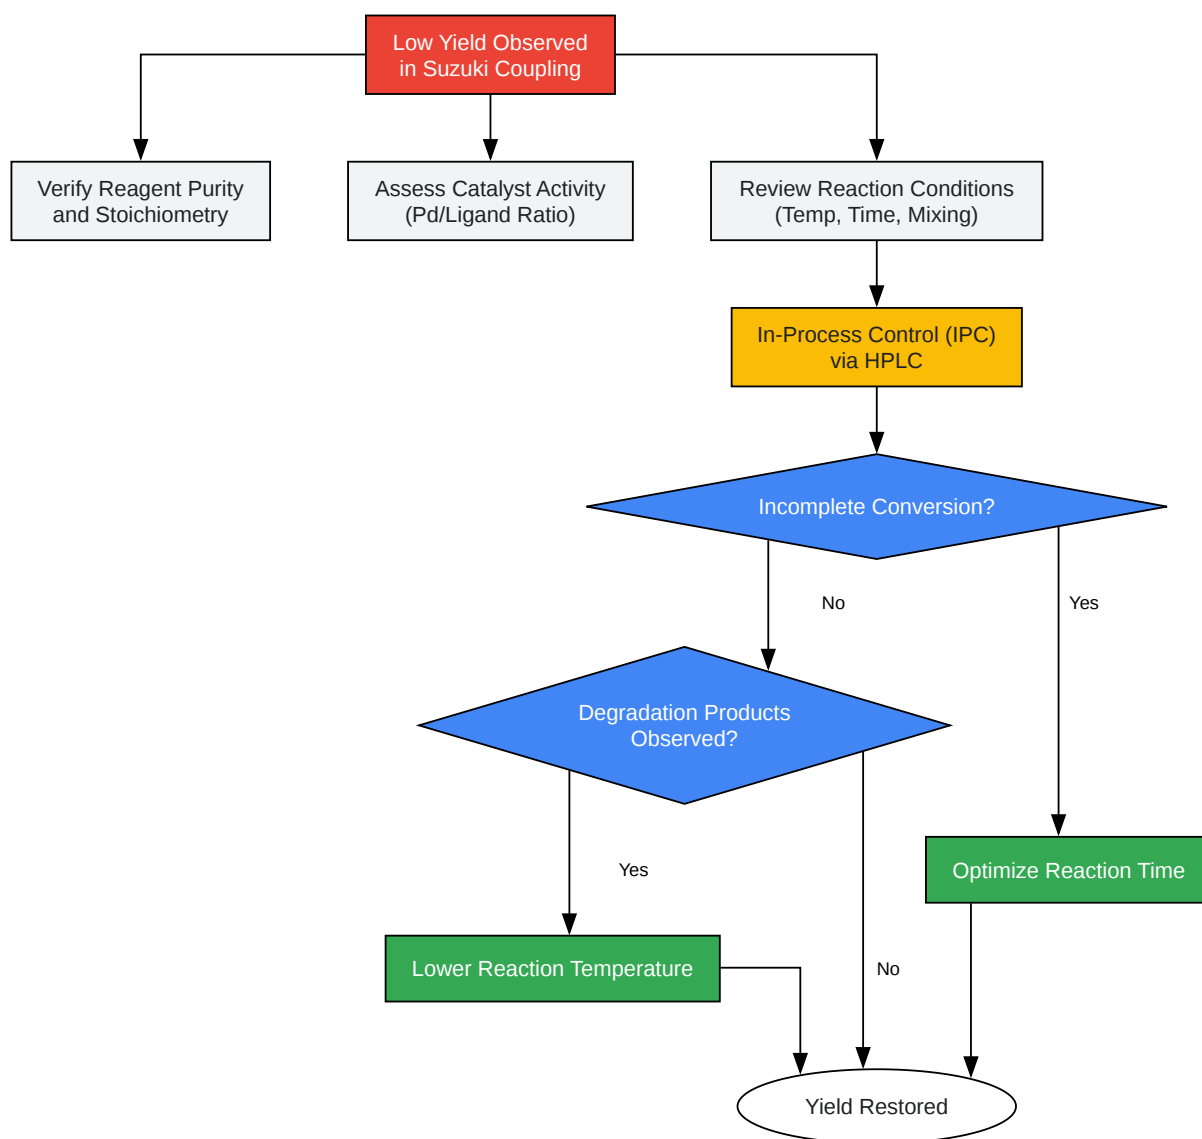 Low Yield Observed
in Suzuki Coupling
Verify Reagent Purity
and Stoichiometry
Assess Catalyst Activity
(Pd/Ligand Ratio)
Review Reaction Conditions
(Temp, Time, Mixing)
In-Process Control (IPC)
via HPLC
Incomplete Conversion?
No
Yes
Degradation Products
Observed?
Yes
Optimize Reaction Time
Lower Reaction Temperature
No
Yield Restored